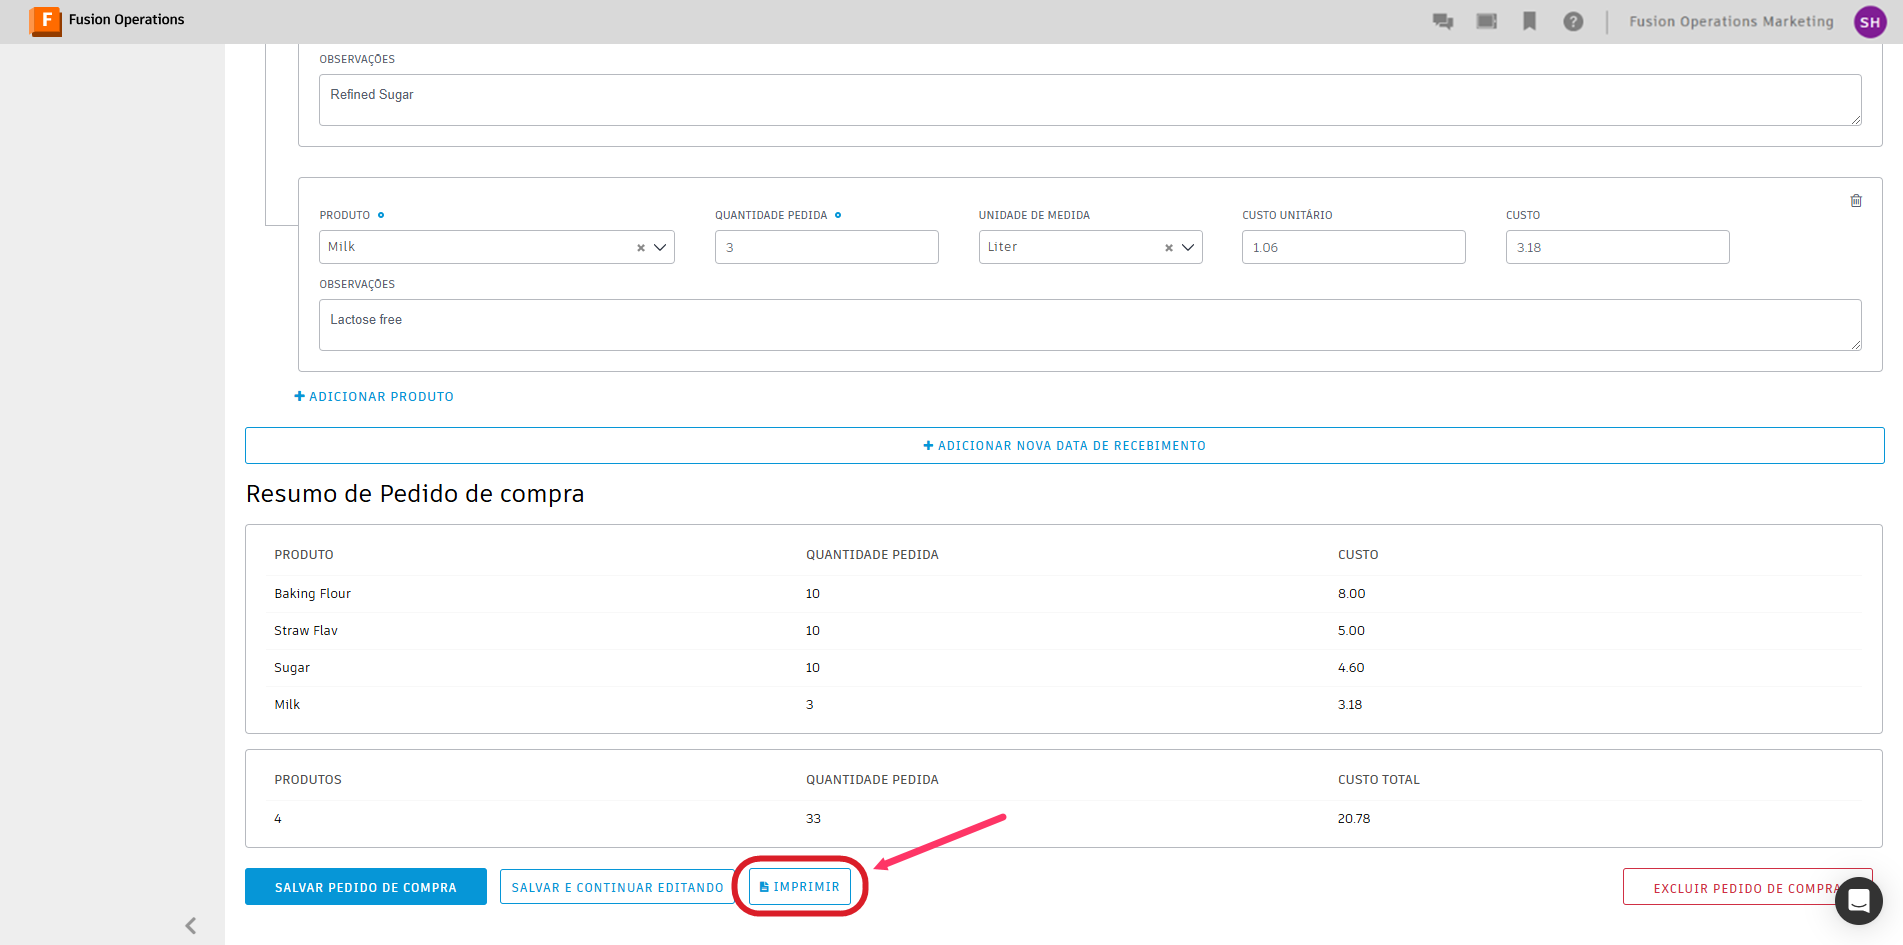 F Fusion Operations
Fusion Operations Marketing SH
OBSERVAÇÕES
Refined Sugar
PRODUTO QUANTIDADE PEDIDA UNIDADE DE MEDIDA CUSTO UNITÁRIO CUSTO
Milk 3 Liter 1.06 3.18
OBSERVAÇÕES
Lactose free
ADICIONAR PRODUTO
ADICIONAR NOVA DATA DE RECEBIMENTO
Resumo de Pedido de compra
PRODUTO QUANTIDADE PEDIDA CUSTO
Baking Flour 10 8.00
Straw Flav 10 5.00
Sugar 10 4.60
Milk 3 3.18
PRODUTOS QUANTIDADE PEDIDA CUSTO TOTAL
4 33 20.78
SALVAR PEDIDO DE COMPRA SALVAR E CONTINUAR EDITANDO IMPRIMIR EXCLUIR PEDIDO DE COMPRA